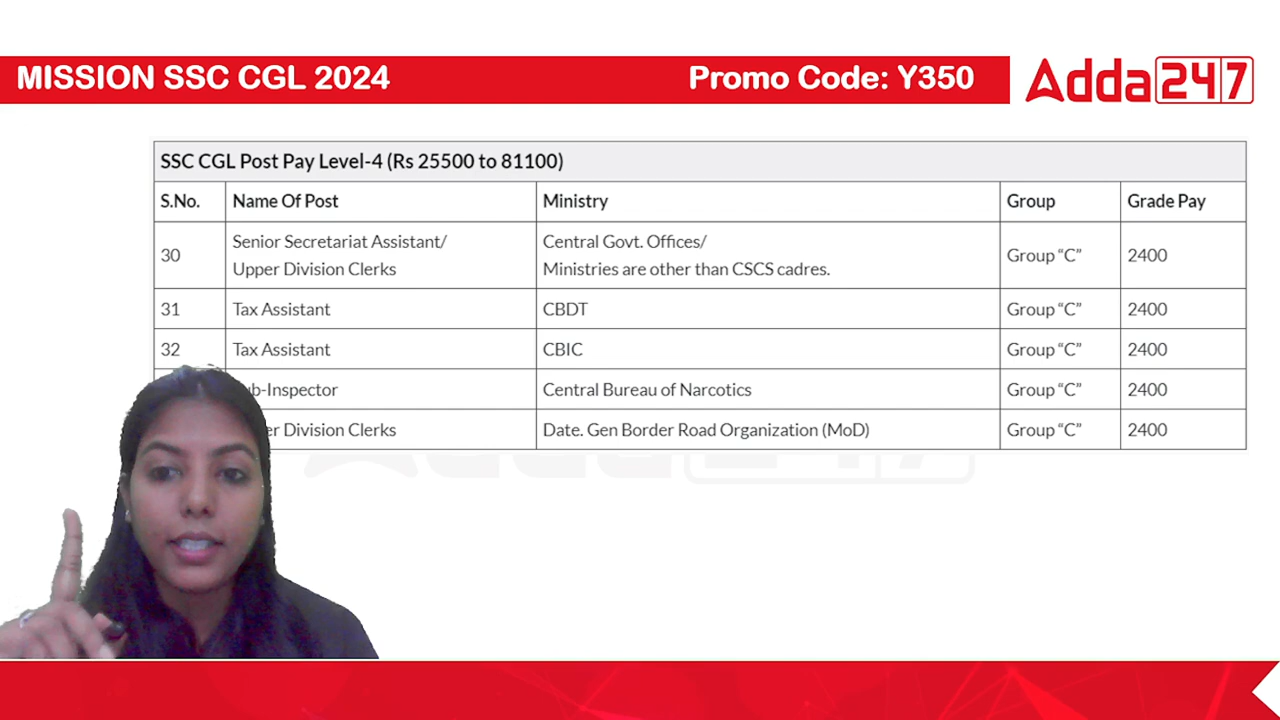 MISSION SSC CGL 2024 Promo Code: Y350 Adda247
SSC CGL Post Pay Level-4 (Rs 25500 to 81100)
S.No. Name Of Post Ministry Group Grade Pay
30 Senior Secretariat Assistant/ Central Govt. Offices/ Group “C” 2400
Upper Division Clerks Ministries are other than CSCS cadres.
31 Tax Assistant CBDT Group “C” 2400
32 Tax Assistant CBIC Group “C” 2400
ub-Inspector Central Bureau of Narcotics Group “C” 2400
er Division Clerks Date. Gen Border Road Organization (MoD) Group “C” 2400